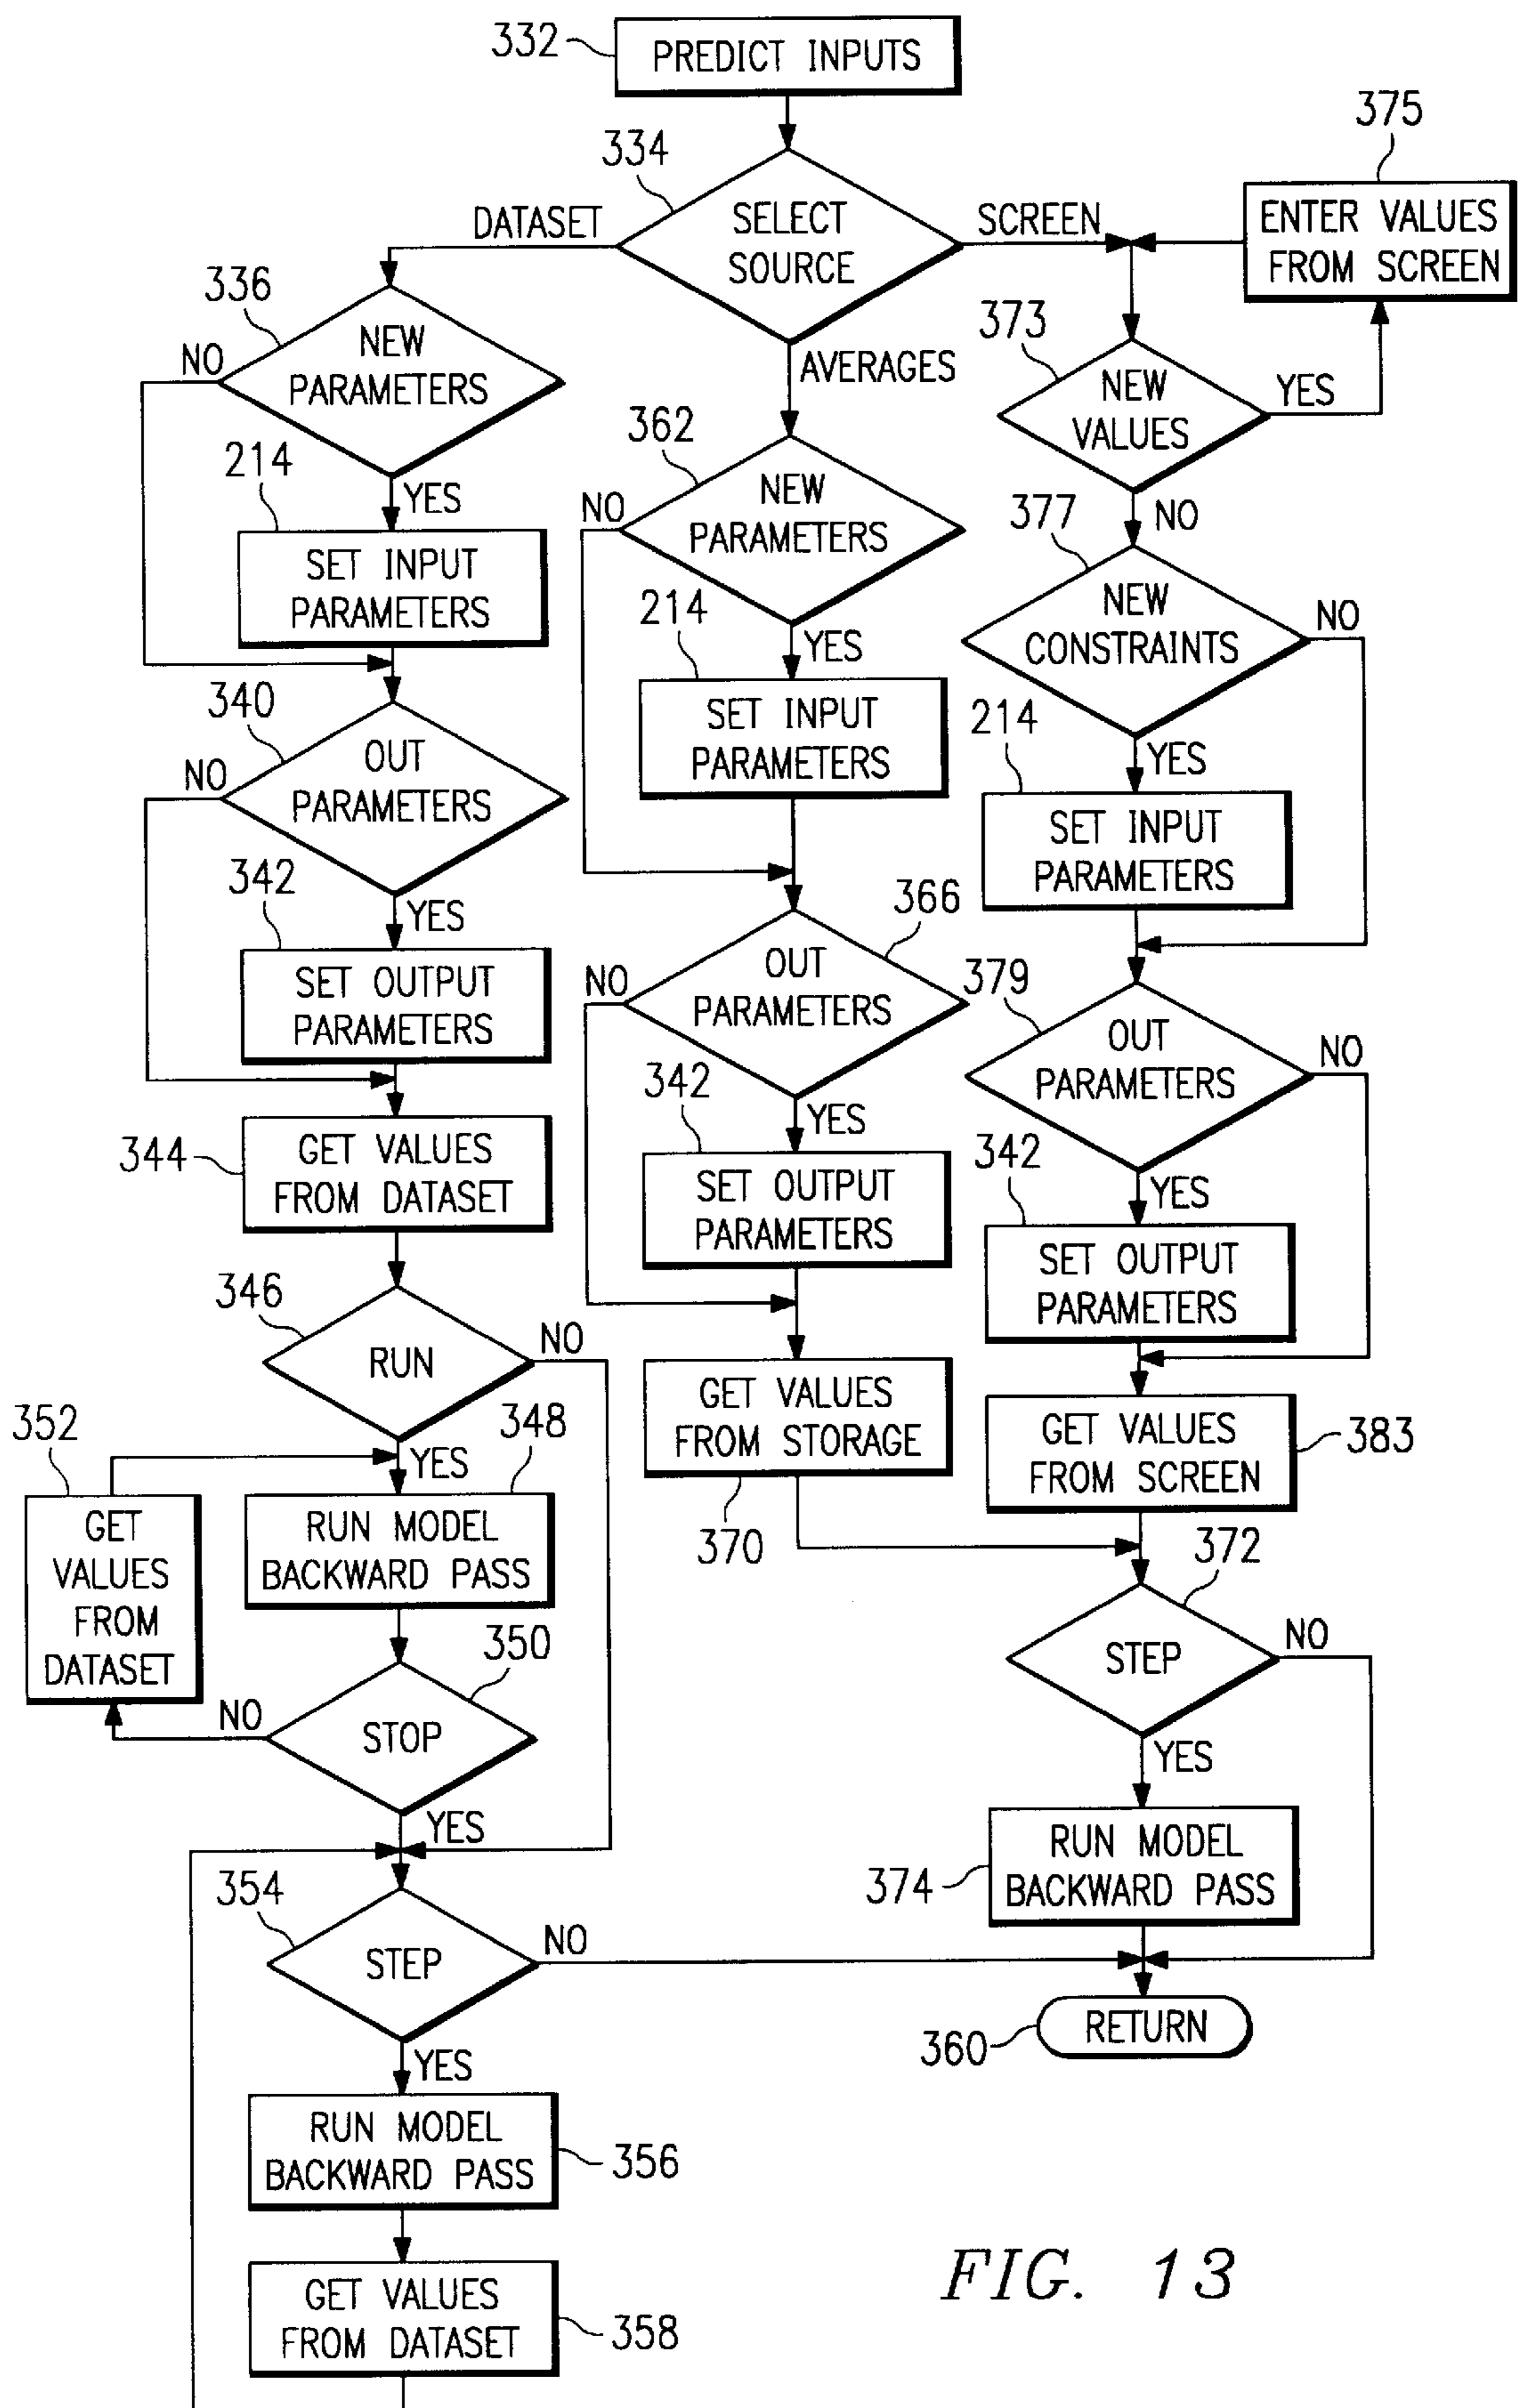 332
PREDICT INPUTS
334
SELECT
SOURCE
DATASET
SCREEN
AVERAGES
375
ENTER VALUES
FROM SCREEN
336
NEW
PARAMETERS
NO
YES
214
SET INPUT
PARAMETERS
340
OUT
PARAMETERS
NO
YES
342
SET OUTPUT
PARAMETERS
344
GET VALUES
FROM DATASET
346
RUN
NO
YES
352
GET
VALUES
FROM
DATASET
348
RUN MODEL
BACKWARD PASS
350
STOP
NO
YES
354
STEP
NO
YES
RUN MODEL
BACKWARD PASS
356
GET VALUES
FROM DATASET
358
362
NEW
PARAMETERS
NO
YES
214
SET INPUT
PARAMETERS
366
OUT
PARAMETERS
NO
YES
342
SET OUTPUT
PARAMETERS
GET VALUES
FROM STORAGE
370
373
NEW
VALUES
YES
NO
377
NEW
CONSTRAINTS
NO
YES
214
SET INPUT
PARAMETERS
379
OUT
PARAMETERS
NO
YES
342
SET OUTPUT
PARAMETERS
GET VALUES
FROM SCREEN
383
372
STEP
NO
YES
374
RUN MODEL
BACKWARD PASS
360
RETURN
FIG. 13